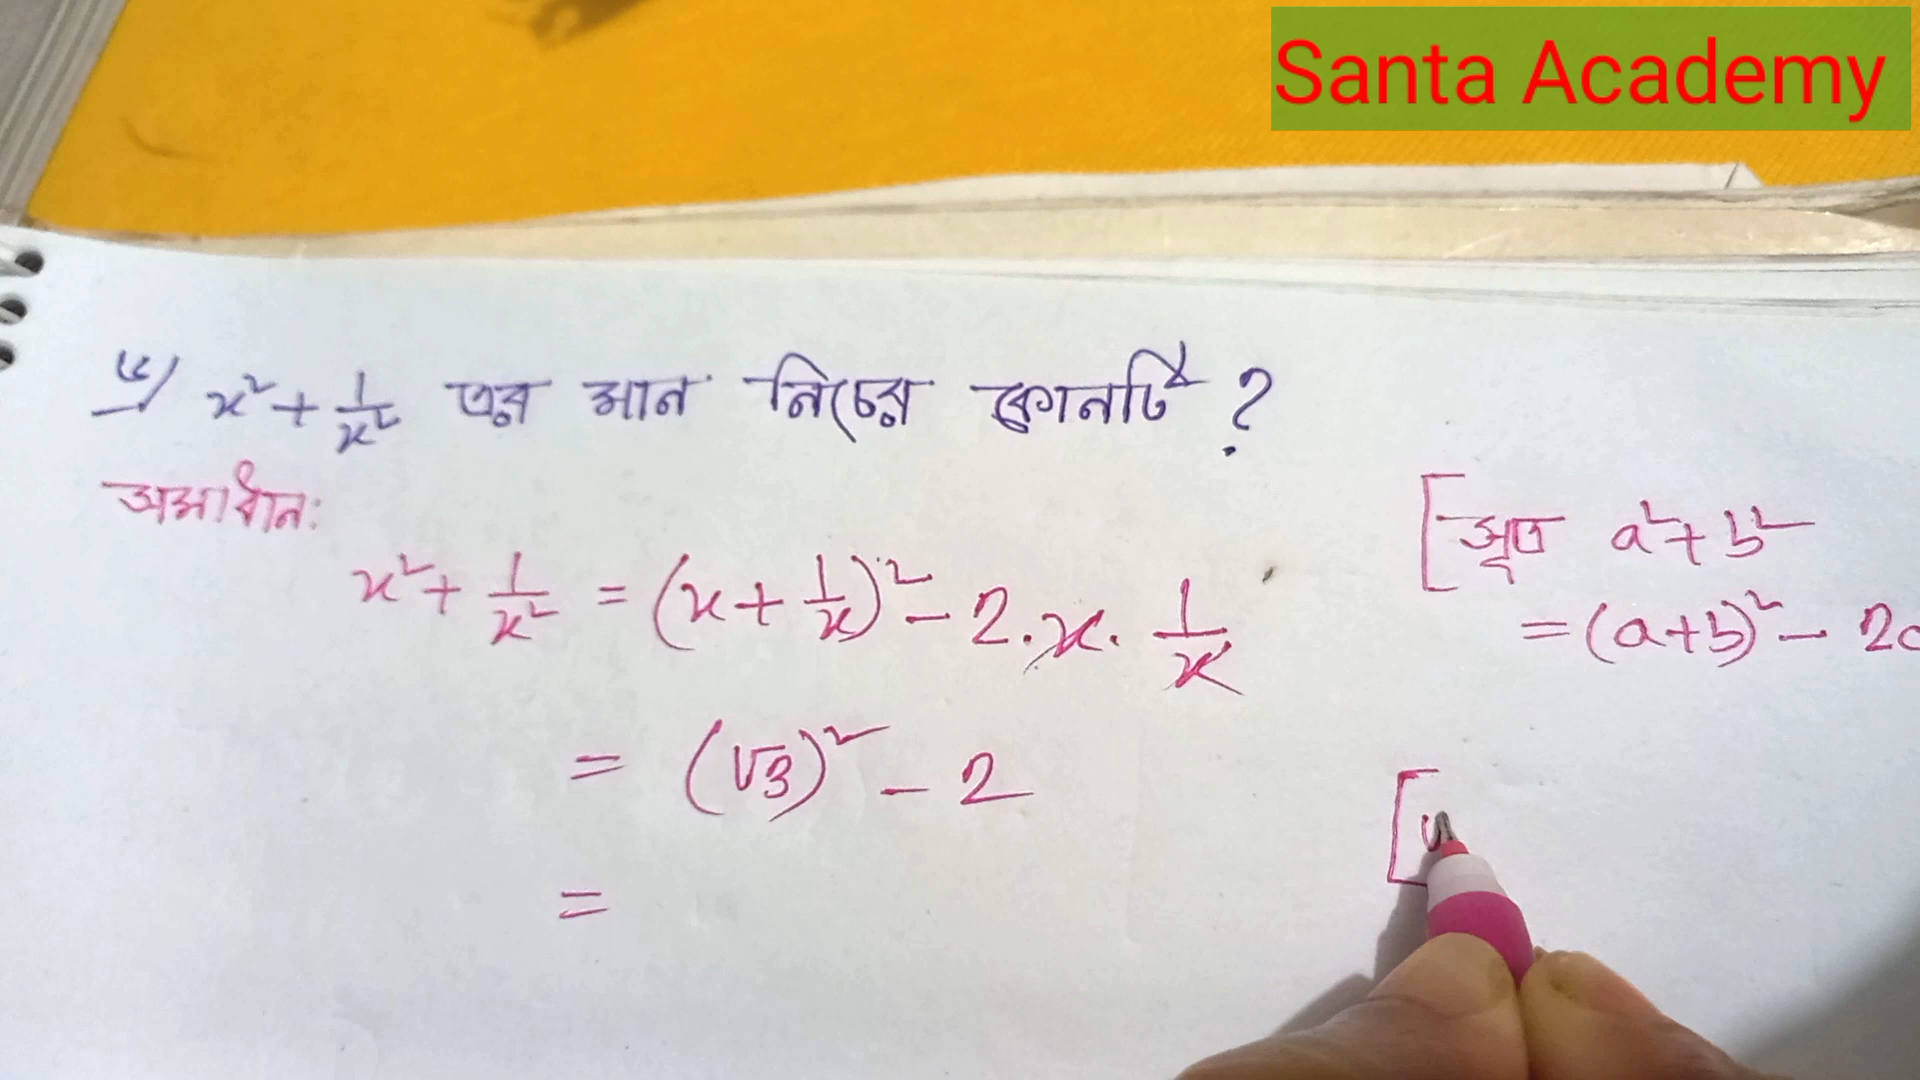 Santa Academy
৫/ x² + 1/x² এর মান নিচের কোনটি ?
সমাধান:
[সূত্র a² + b²
x² + 1/x² = (x + 1/x)² - 2.x. 1/x
= (a+b)² - 2a
= (√3)² - 2
[
=